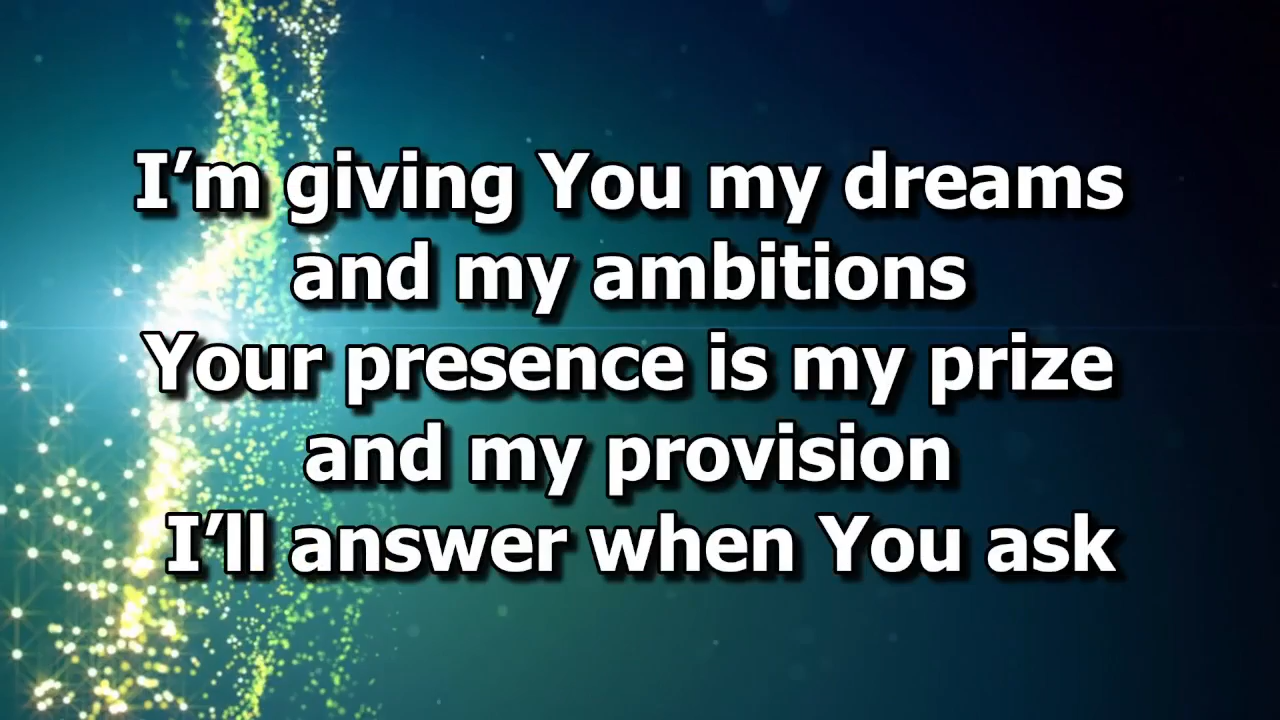 I’m giving You my dreams
and my ambitions
Your presence is my prize
and my provision
I’ll answer when You ask